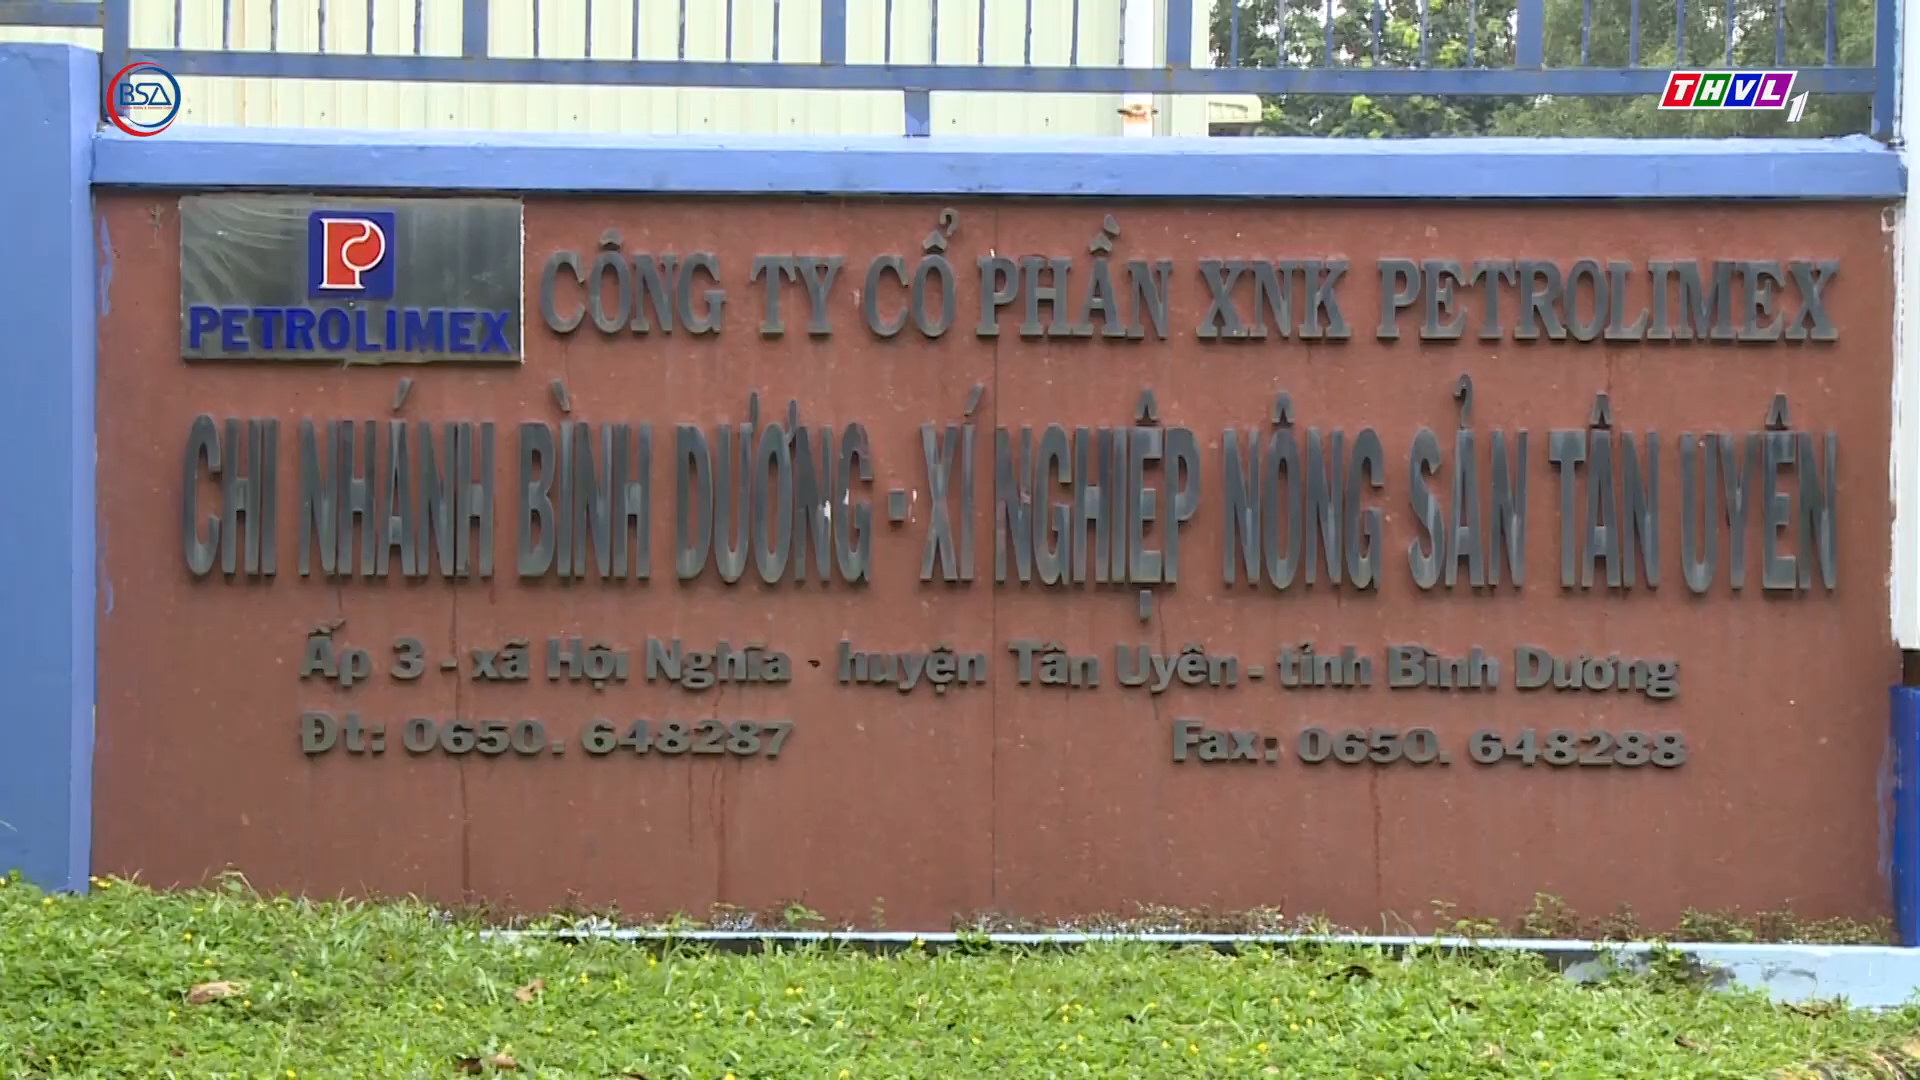 BSA
THVL1
P
PETROLIMEX
CÔNG TY CỔ PHẦN XNK PETROLIMEX
CHI NHÁNH BÌNH DƯƠNG - XÍ NGHIỆP NÔNG SẢN TÂN UYÊN
Ấp 3 - xã Hội Nghĩa - huyện Tân Uyên - tỉnh Bình Dương
Đt: 0650. 648287
Fax: 0650. 648288